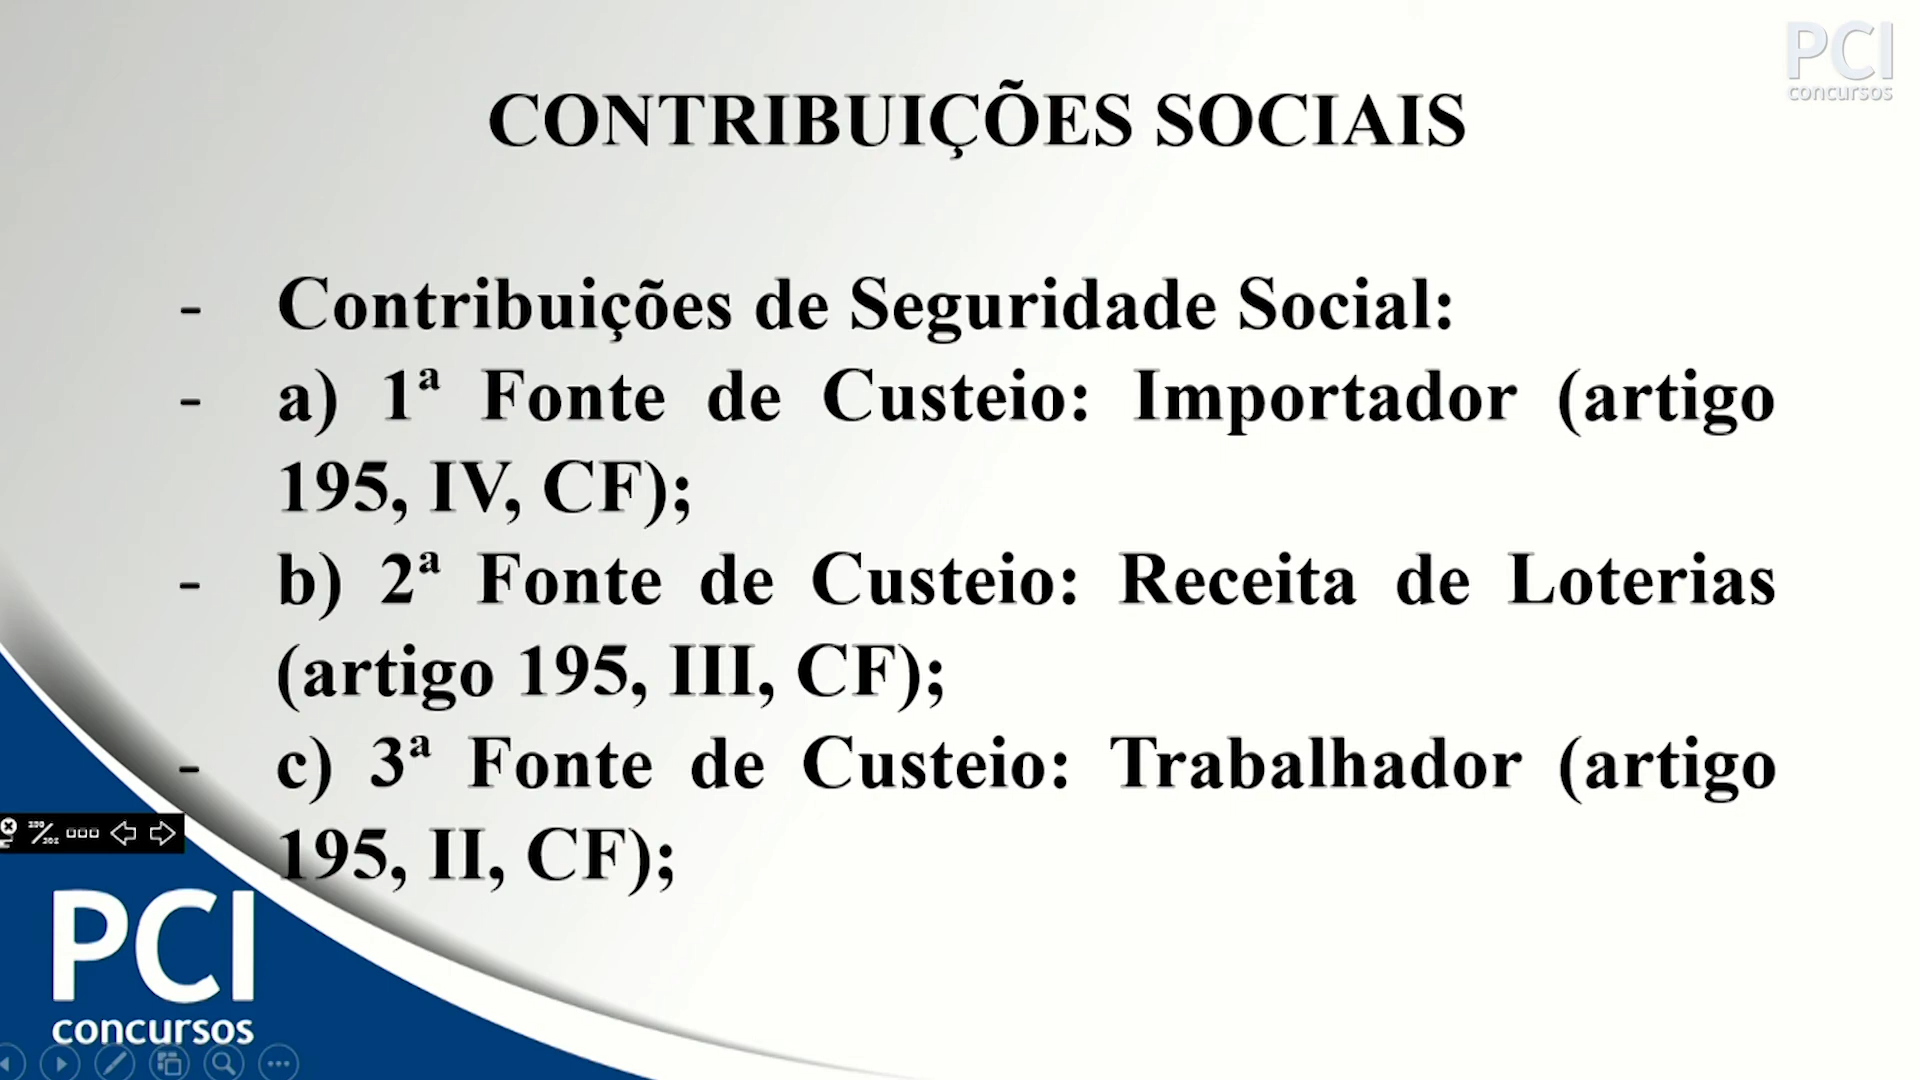 PCI
concursos
CONTRIBUIÇÕES SOCIAIS
- Contribuições de Seguridade Social:
- a) 1ª Fonte de Custeio: Importador (artigo
195, IV, CF);
- b) 2ª Fonte de Custeio: Receita de Loterias
(artigo 195, III, CF);
- c) 3ª Fonte de Custeio: Trabalhador (artigo
195, II, CF);
PCI
concursos